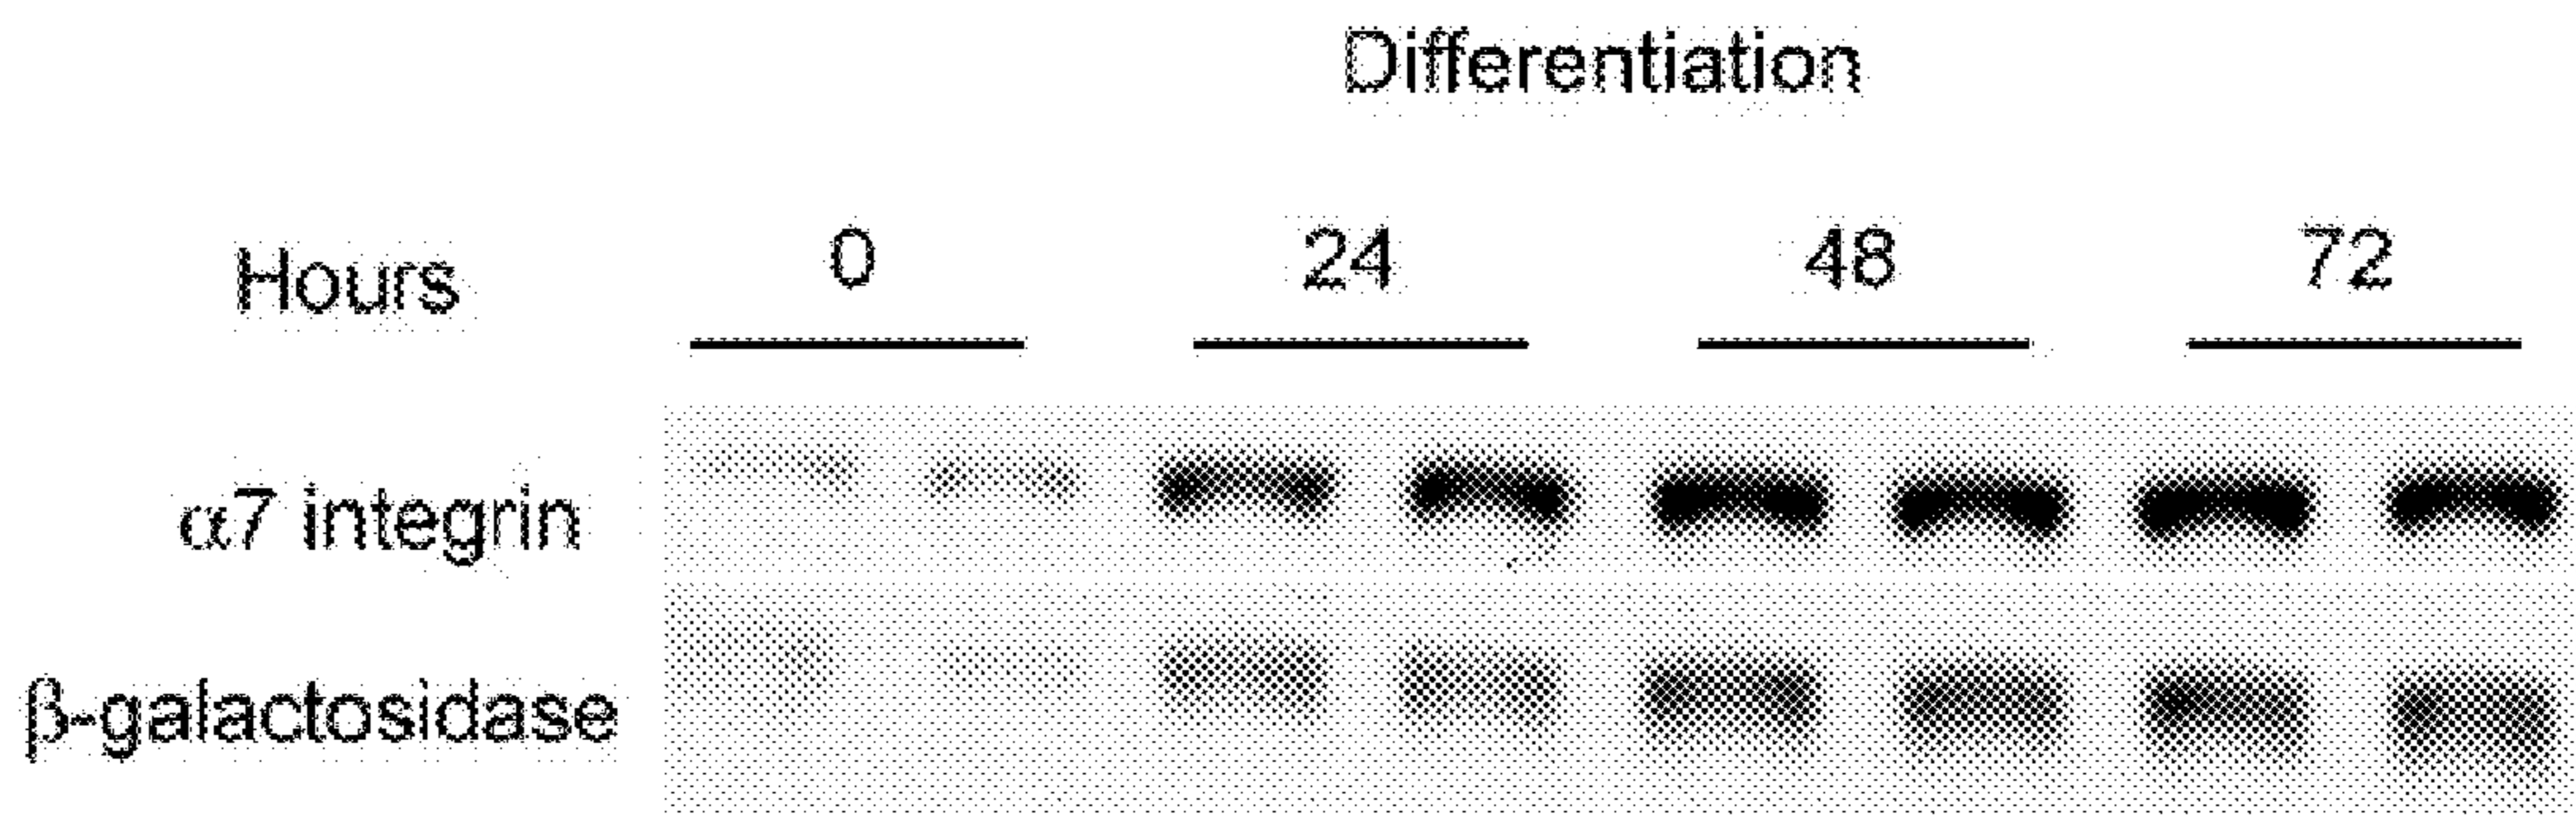 Differentiation
Hours 0 24 48 72
α7 integrin
β-galactosidase